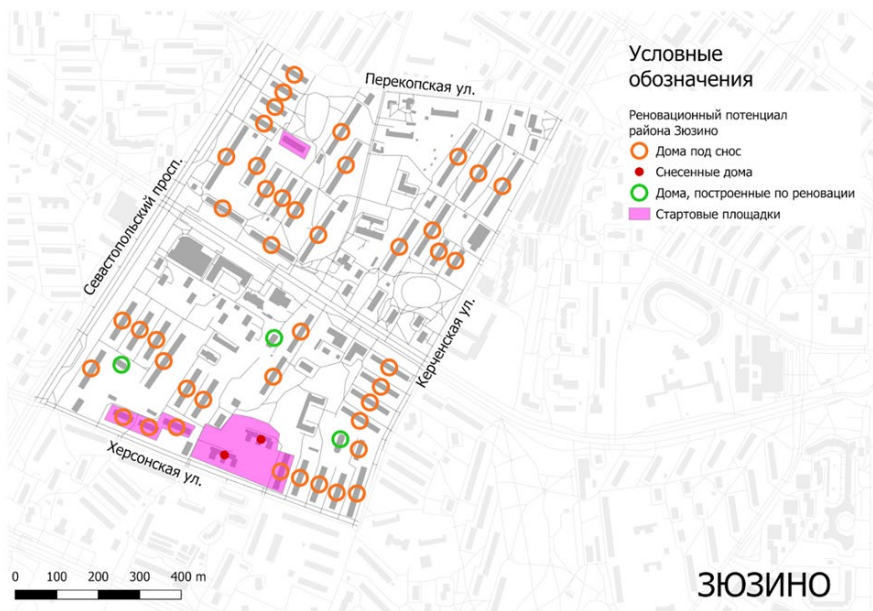 Условные
обозначения
Перекопская ул.
Реновационный потенциал
района Зюзино
Дома под снос
Снесенные дома
Дома, построенные по реновации
Стартовые площадки
Севастопольский просп.
Керченская ул.
Херсонская ул.
0 100 200 300 400 m
ЗЮЗИНО